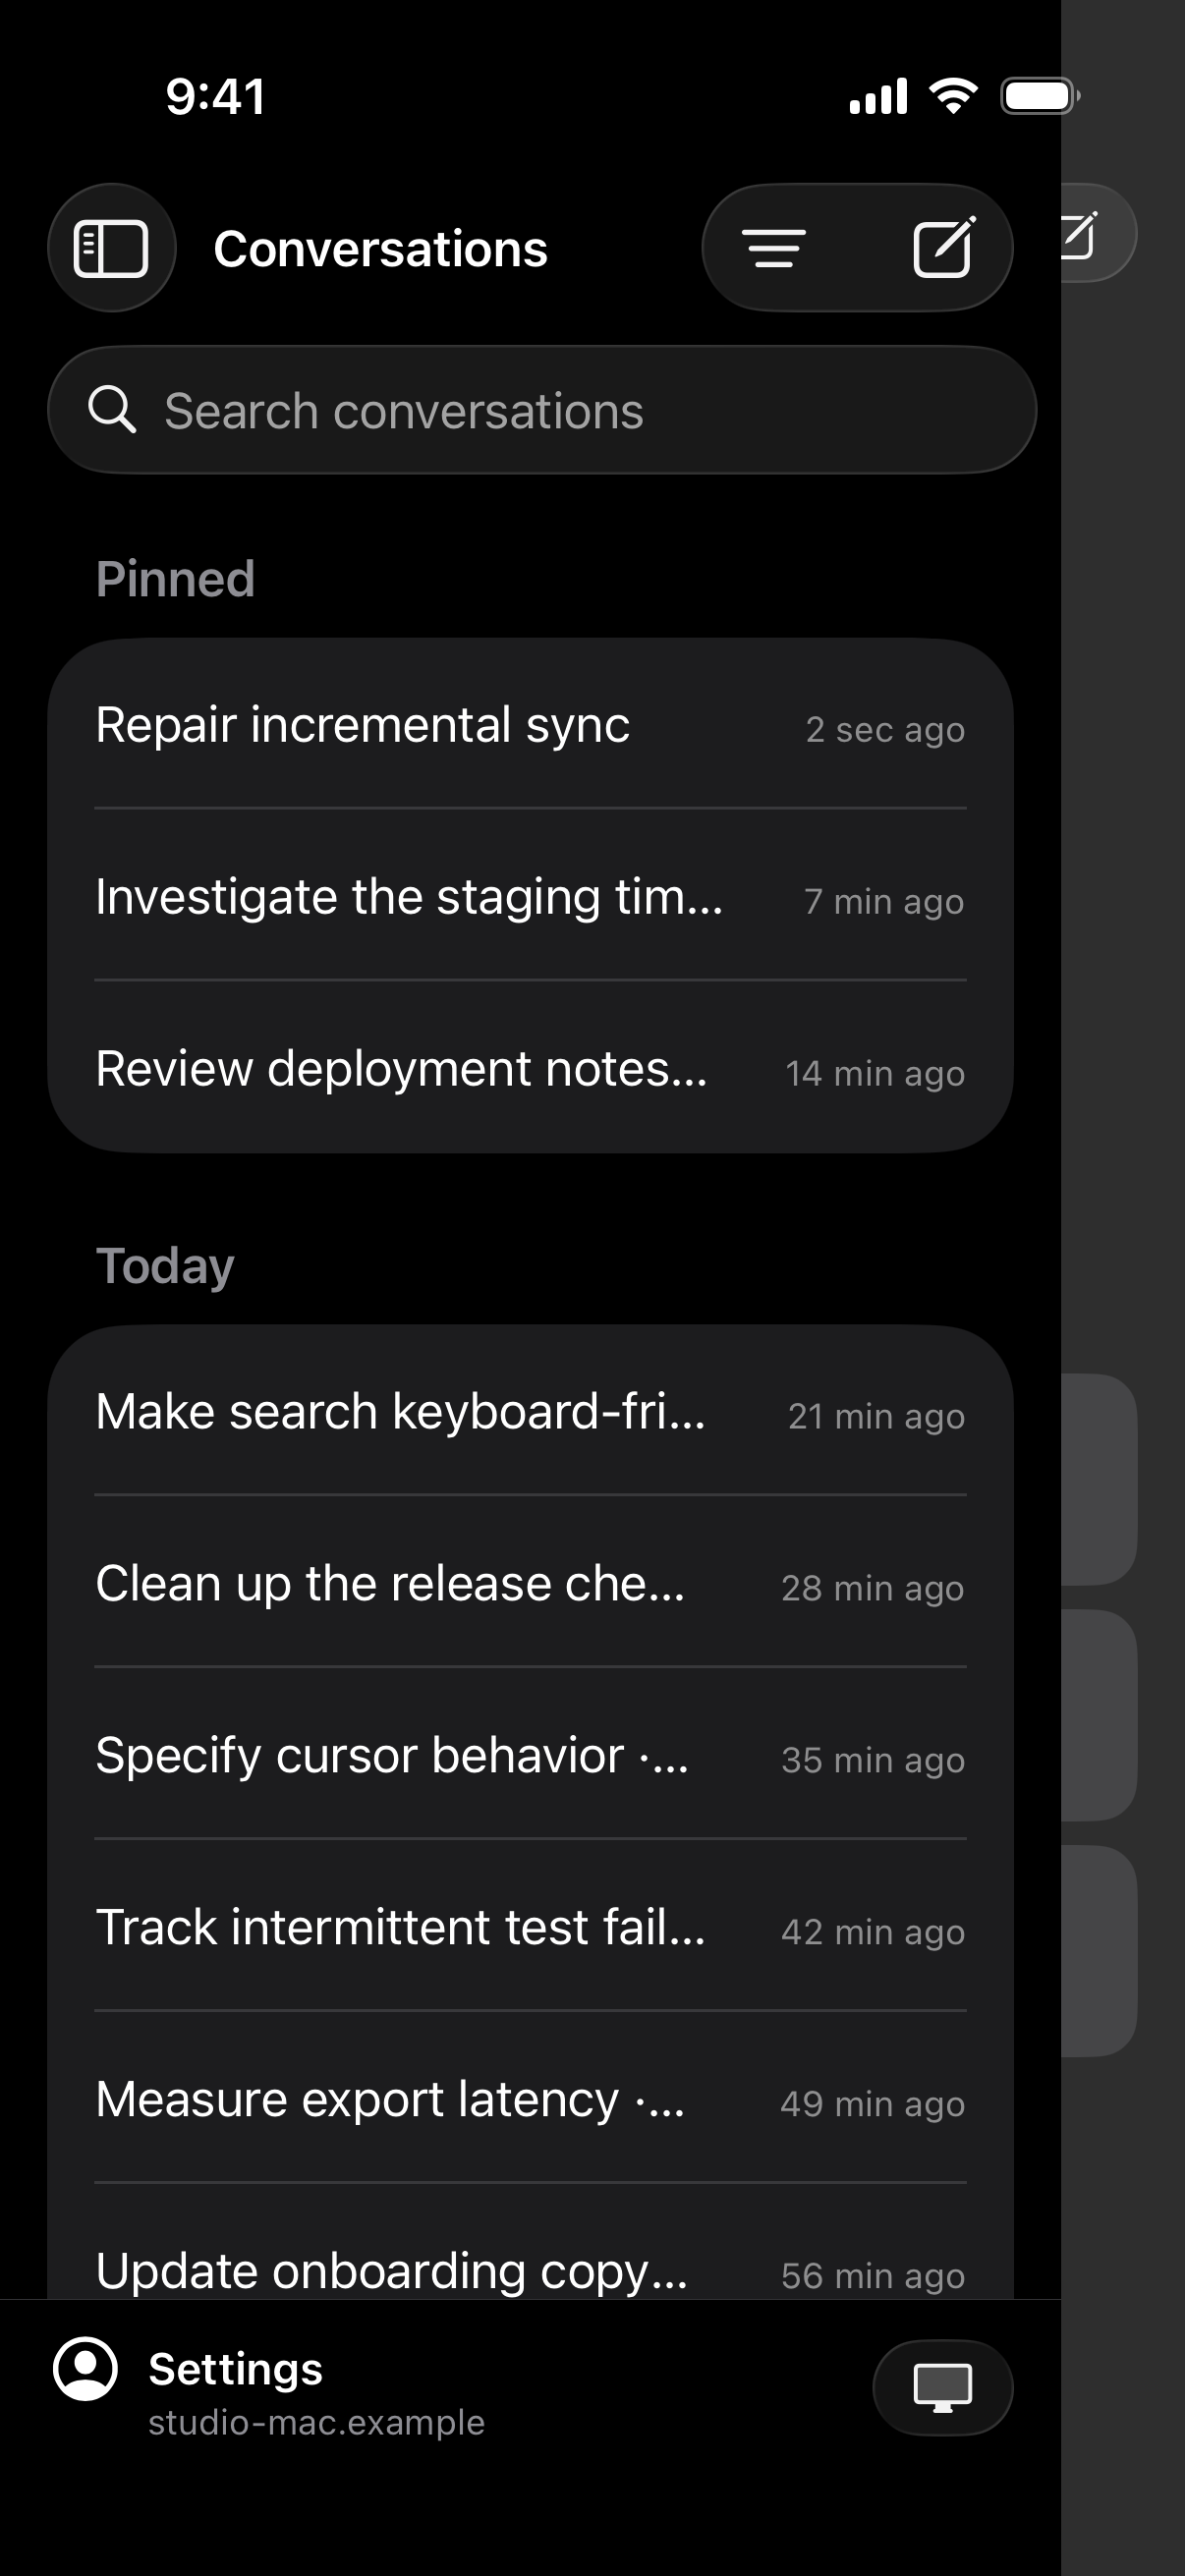 9:41
Conversations
Search conversations
Pinned
Repair incremental sync 2 sec ago
Investigate the staging tim... 7 min ago
Review deployment notes... 14 min ago
Today
Make search keyboard-fri... 21 min ago
Clean up the release che... 28 min ago
Specify cursor behavior ·... 35 min ago
Track intermittent test fail... 42 min ago
Measure export latency ·... 49 min ago
Update onboarding copy... 56 min ago
Settings
studio-mac.example